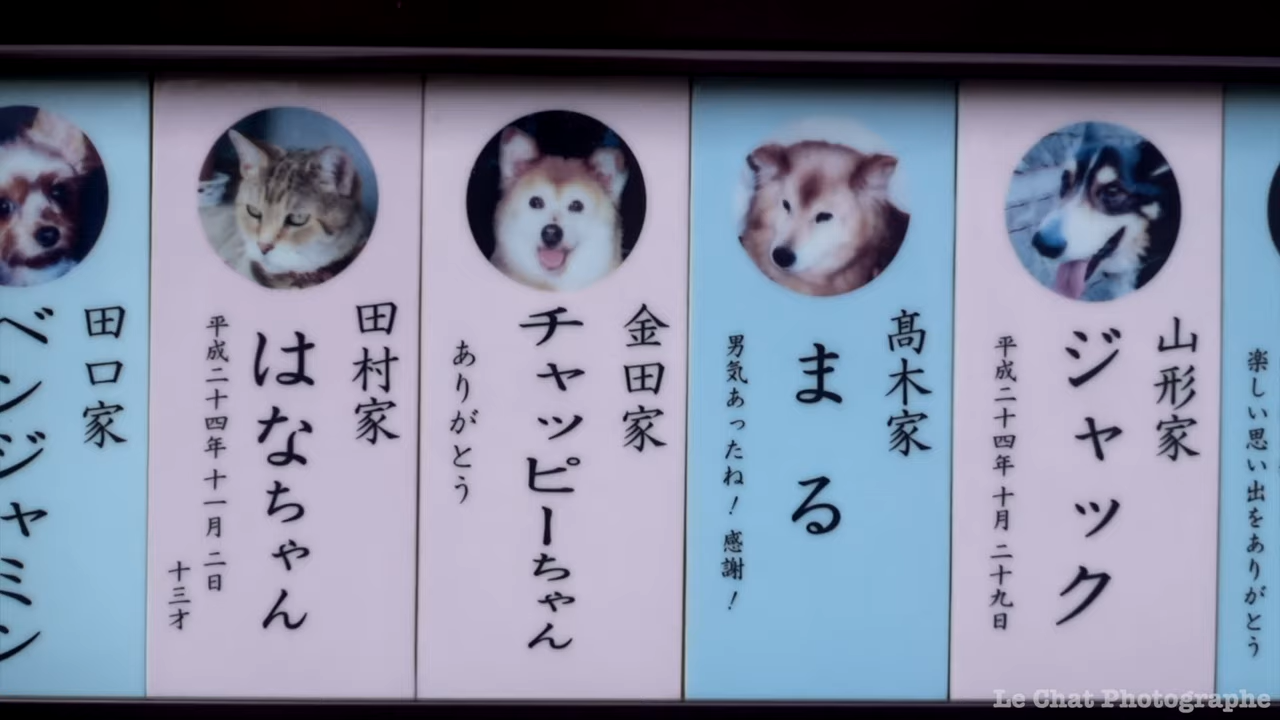 楽しい思い出をありがとう
山形家
ジャック
平成二十四年十月二十九日
髙木家
まる
男気あったね！感謝！
金田家
チャッピーちゃん
ありがとう
田村家
はなちゃん
平成二十四年十一月二日
十三才
田口家
ベンジャミン
Le Chat Photographe